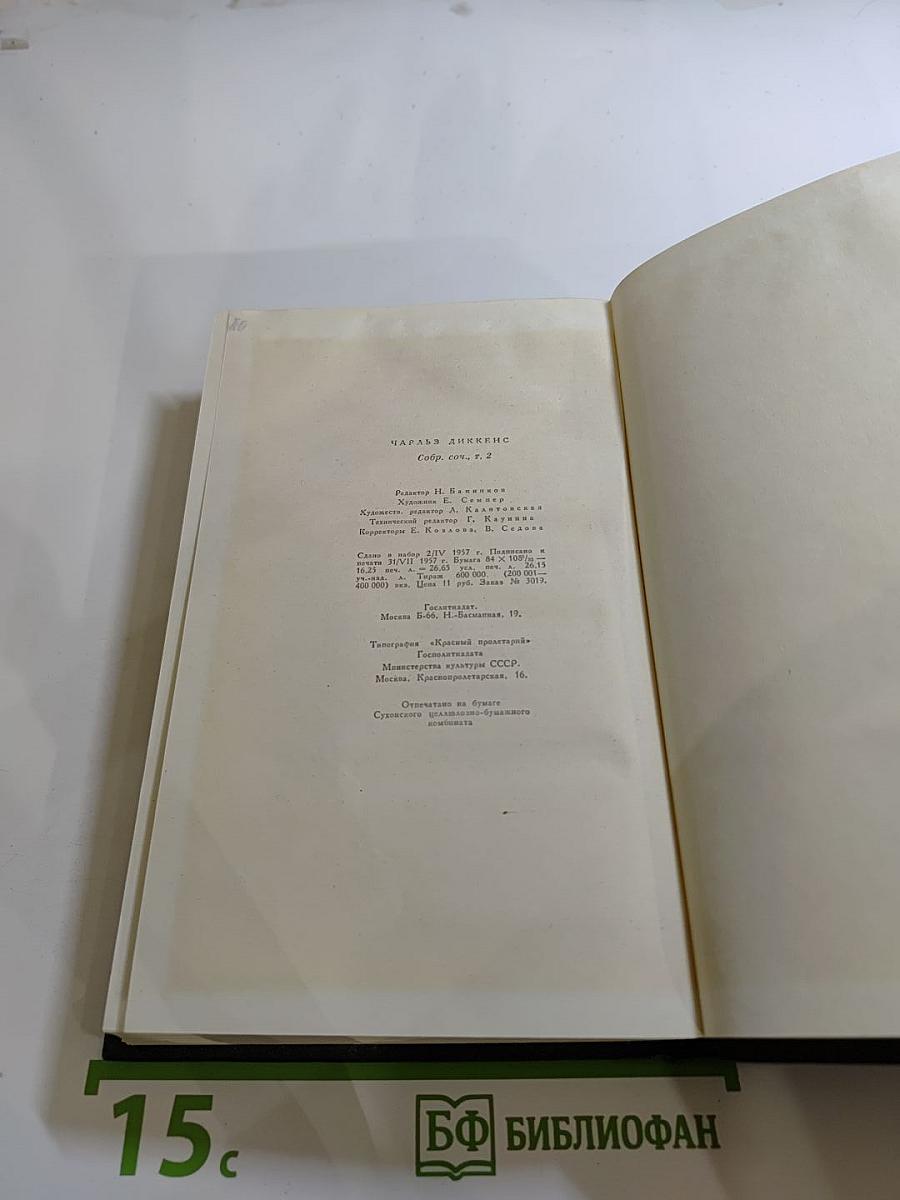 ЧАРЛЬЗ ДИККЕНС
Собр. соч., т. 2
Редактор Н. Банников
Художник Е. Семпер
Художеств. редактор Л. Калитовская
Технический редактор Г. Каунина
Корректоры Е. Козлова, В. Седова
Сдано в набор 2/IV 1957 г. Подписано к
печати 31/VII 1957 г. Бумага 84 × 108¹/₃₂ —
16,25 печ. л. = 26,65 усл. печ. л. 26,15
уч.-изд. л. Тираж 600 000. (200 001—
400 000) экз. Цена 11 руб. Заказ № 3019.
Гослитиздат.
Москва Б-66, Н.-Басманная, 19.
Типография «Красный пролетарий»
Госполитиздата
Министерства культуры СССР.
Москва, Краснопролетарская, 16.
Отпечатано на бумаге
Сухонского целлюлозно-бумажного
комбината
15 с
БФ БИБЛИОФАН